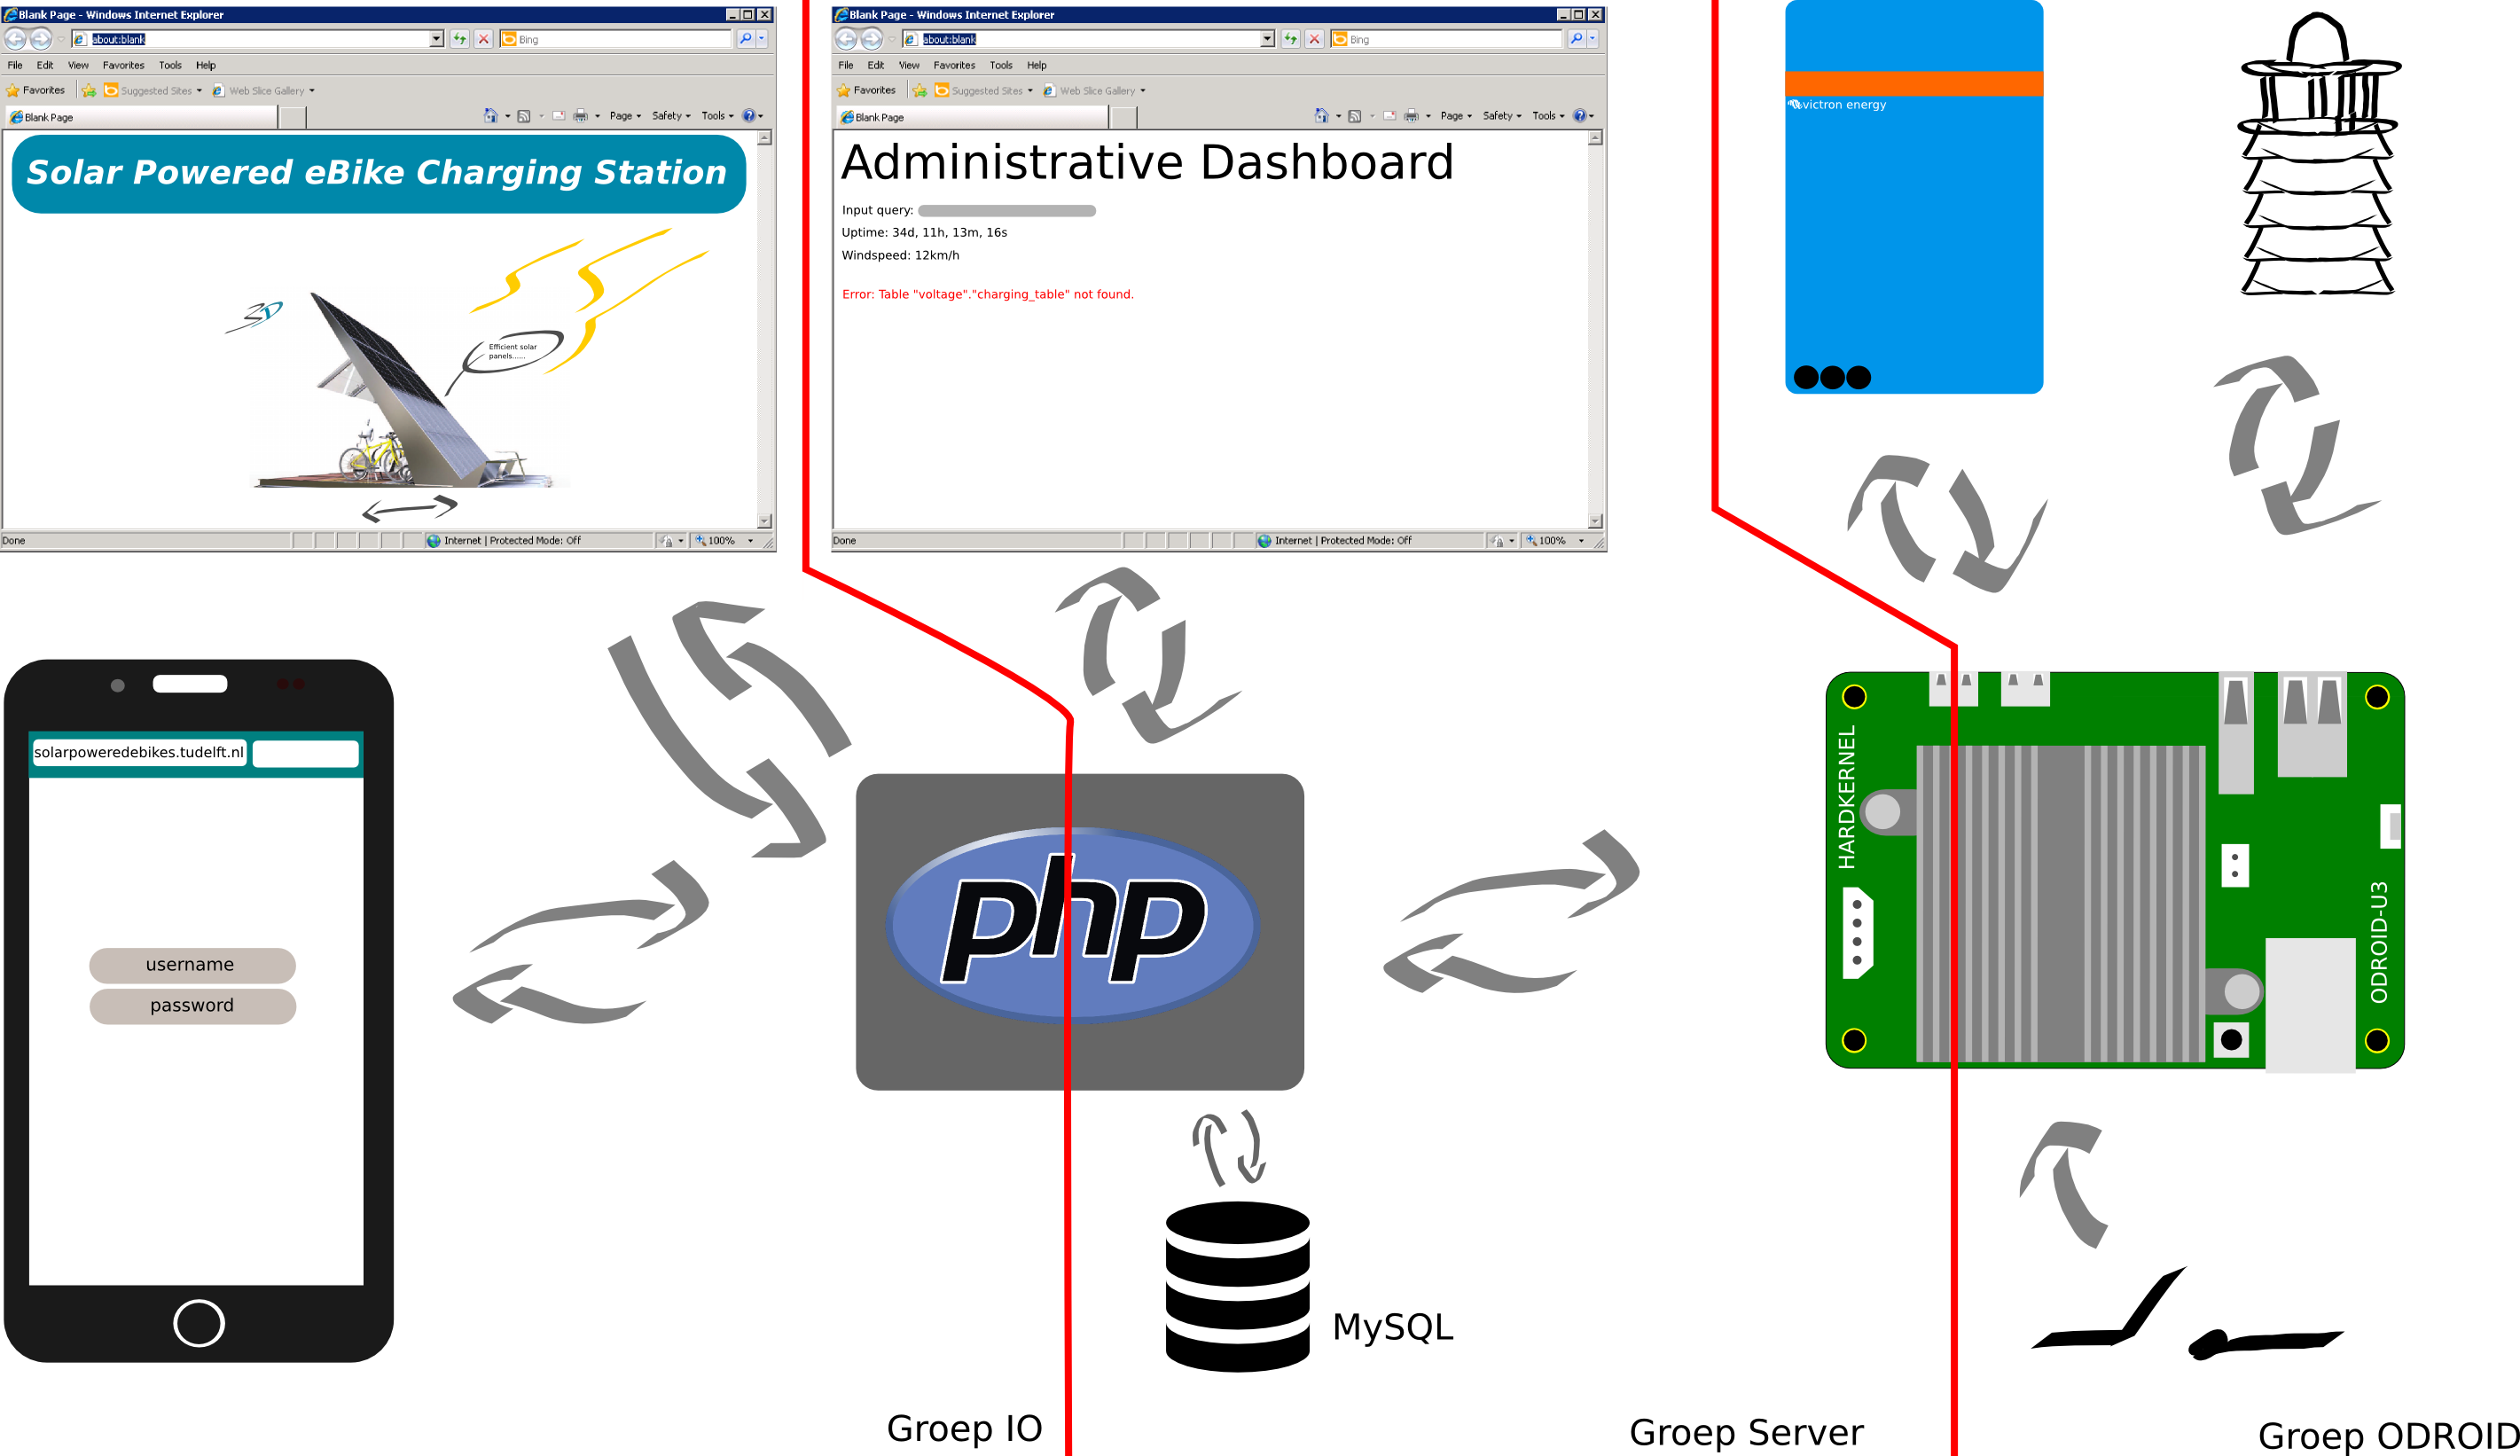 Blank Page - Windows Internet Explorer
about:blank
Bing
File Edit View Favorites Tools Help
Favorites Suggested Sites Web Slice Gallery
Blank Page
Page Safety Tools
Solar Powered eBike Charging Station
Efficient solar
panels......
Done
Internet | Protected Mode: Off
100%
Blank Page - Windows Internet Explorer
about:blank
Bing
File Edit View Favorites Tools Help
Favorites Suggested Sites Web Slice Gallery
Blank Page
Page Safety Tools
Administrative Dashboard
Input query:
Uptime: 34d, 11h, 13m, 16s
Windspeed: 12km/h
Error: Table "voltage"."charging_table" not found.
Done
Internet | Protected Mode: Off
100%
victron energy
solarpoweredebikes.tudelft.nl
username
password
php
HARDKERNEL
ODROID-U3
MySQL
Groep IO
Groep Server
Groep ODROID